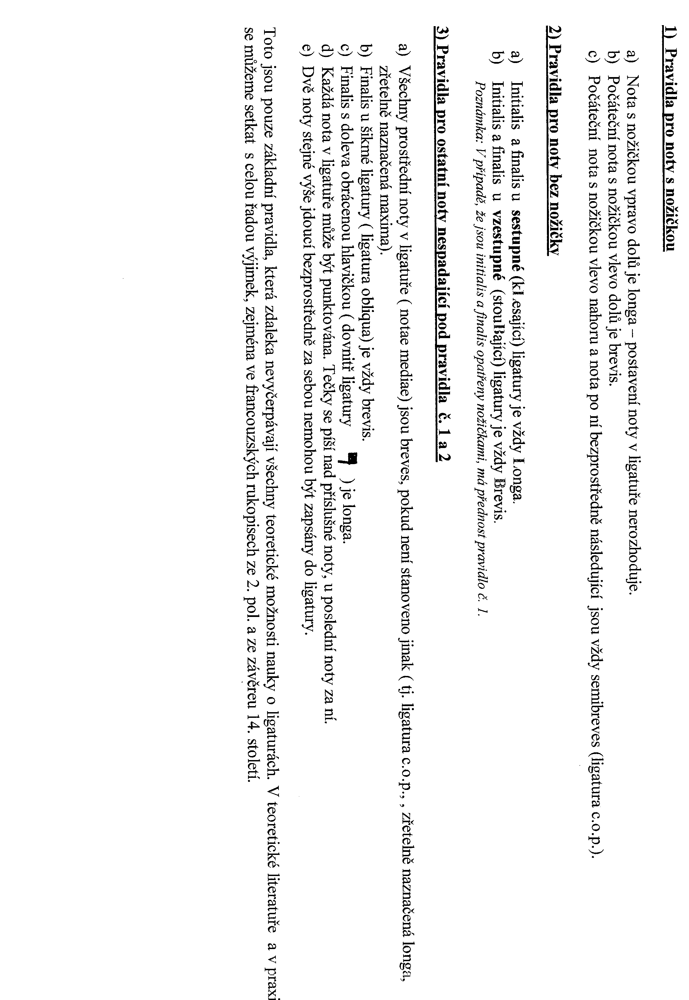 1) Pravidla pro noty s nožičkou
a) Nota s nožičkou vpravo dolů je longa – postavení noty v ligatuře nerozhoduje.
b) Počáteční nota s nožičkou vlevo dolů je brevis.
c) Počáteční nota s nožičkou vlevo nahoru a nota po ní bezprostředně následující jsou vždy semibreves (ligatura c.o.p.).
2) Pravidla pro noty bez nožičky
a) Initialis a finalis u sestupné (kLesající) ligatury je vždy Longa.
b) Initialis a finalis u vzestupné (stouBající) ligatury je vždy Brevis.
Poznámka: V případě, že jsou initialis a finalis opatřeny nožičkami, má přednost pravidlo č. 1.
3) Pravidla pro ostatní noty nespadající pod pravidla č. 1 a 2
a) Všechny prostřední noty v ligatuře ( notae mediae) jsou breves, pokud není stanoveno jinak ( tj. ligatura c.o.p., , zřetelně naznačená longa,
zřetelně naznačená maxima).
b) Finalis u šikmé ligatury ( ligatura obliqua) je vždy brevis.
c) Finalis s doleva obrácenou hlavičkou ( dovnitř ligatury ) je longa.
d) Každá nota v ligatuře může být punktována. Tečky se píší nad příslušné noty, u poslední noty za ní.
e) Dvě noty stejné výše jdoucí bezprostředně za sebou nemohou být zapsány do ligatury.
Toto jsou pouze základní pravidla, která zdaleka nevyčerpávají všechny teoretické možnosti nauky o ligaturách. V teoretické literatuře a v praxi
se můžeme setkat s celou řadou výjimek, zejména ve francouzských rukopisech ze 2. pol. a ze závěreu 14. století.